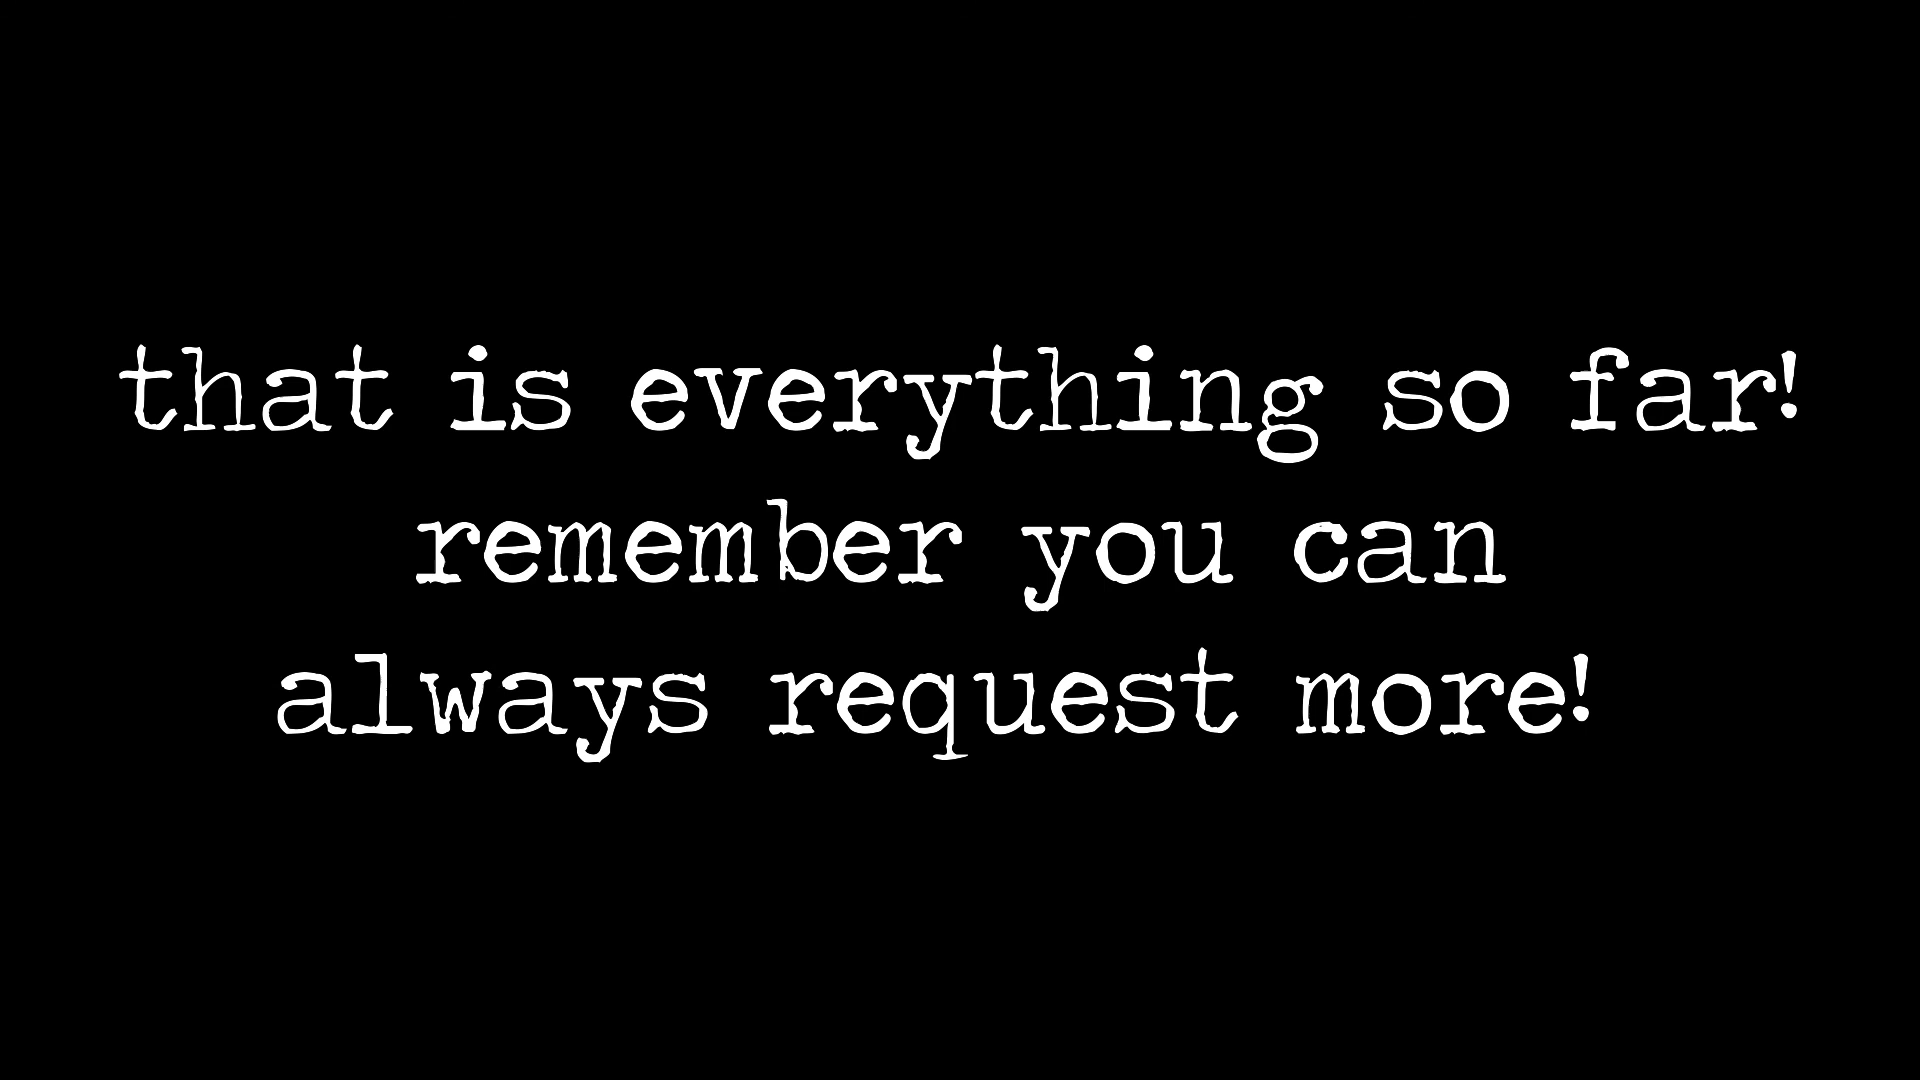 that is everything so far!
remember you can
always request more!